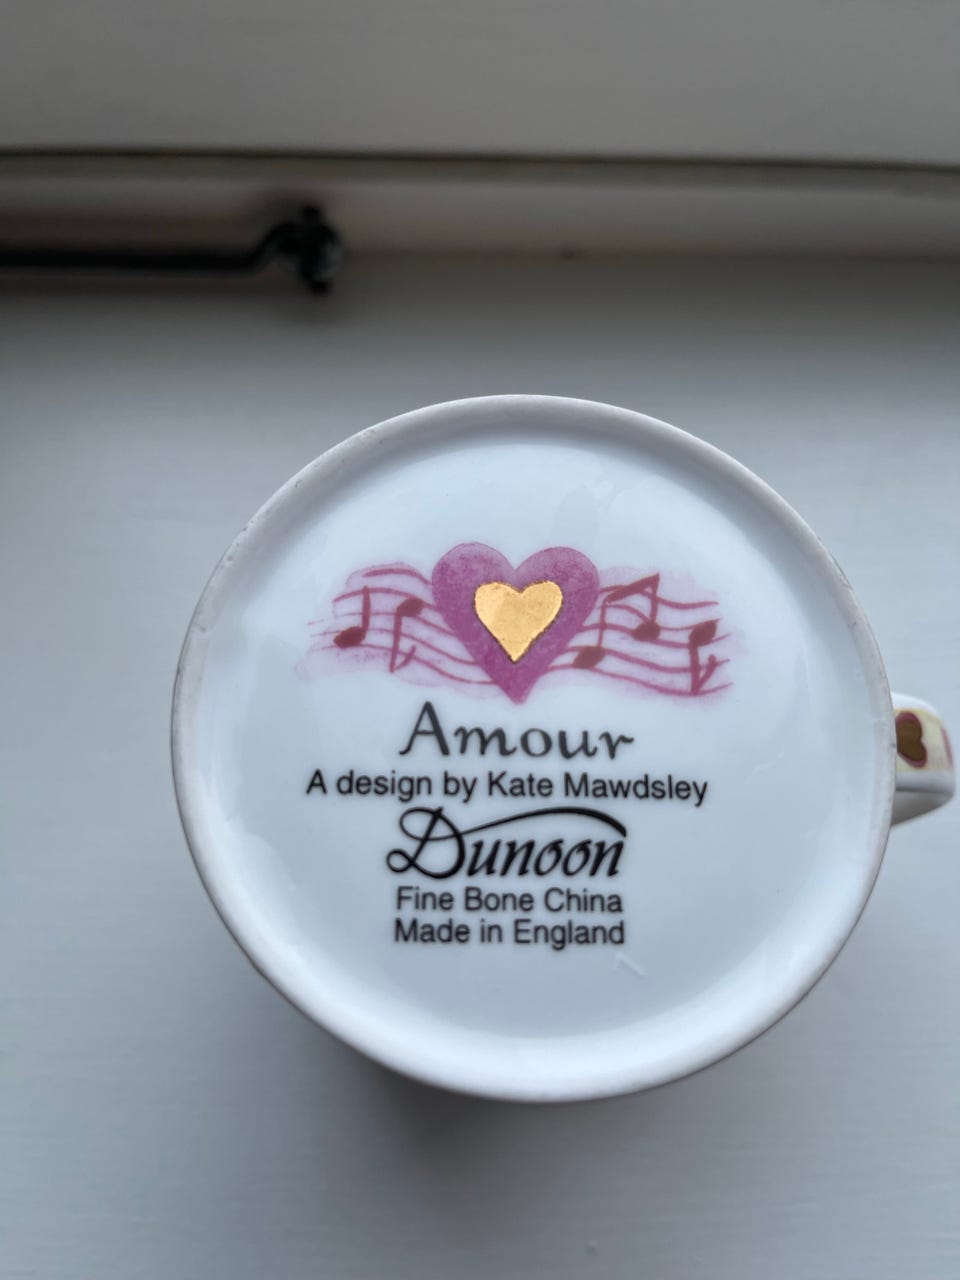 Amour
A design by Kate Mawdsley
Dunoon
Fine Bone China
Made in England